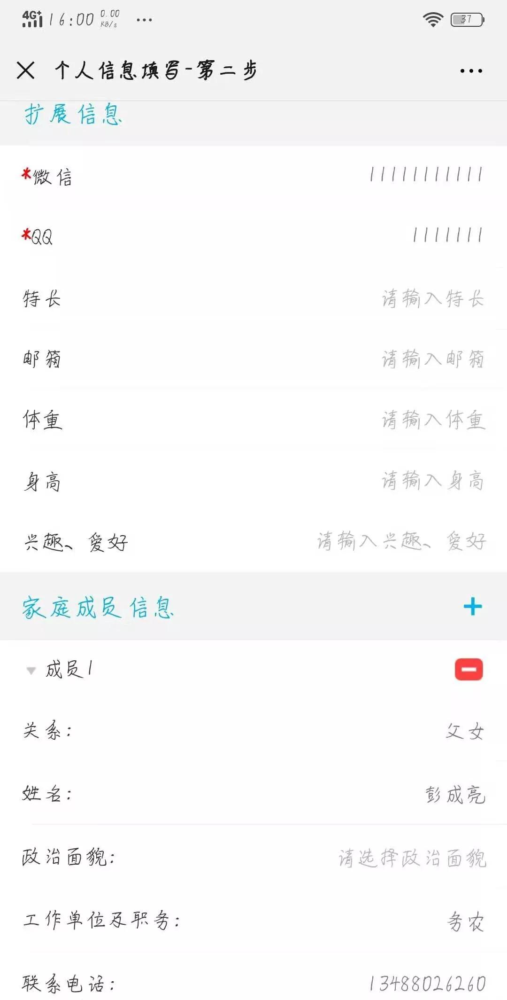 4G+ 16:00 0.00 KB/s ... 37
个人信息填写-第二步
扩展信息
*微信 11111111111
*QQ 1111111
特长 请输入特长
邮箱 请输入邮箱
体重 请输入体重
身高 请输入身高
兴趣、爱好 请输入兴趣、爱好
家庭成员信息
成员1
关系: 父女
姓名: 彭成亮
政治面貌: 请选择政治面貌
工作单位及职务: 务农
联系电话: 13488026260